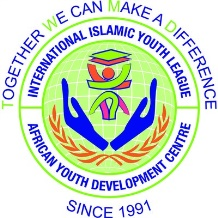 TOGETHER WE CAN MAKE A DIFFERENCE
INTERNATIONAL ISLAMIC YOUTH LEAGUE
AFRICAN YOUTH DEVELOPMENT CENTRE
SINCE 1991